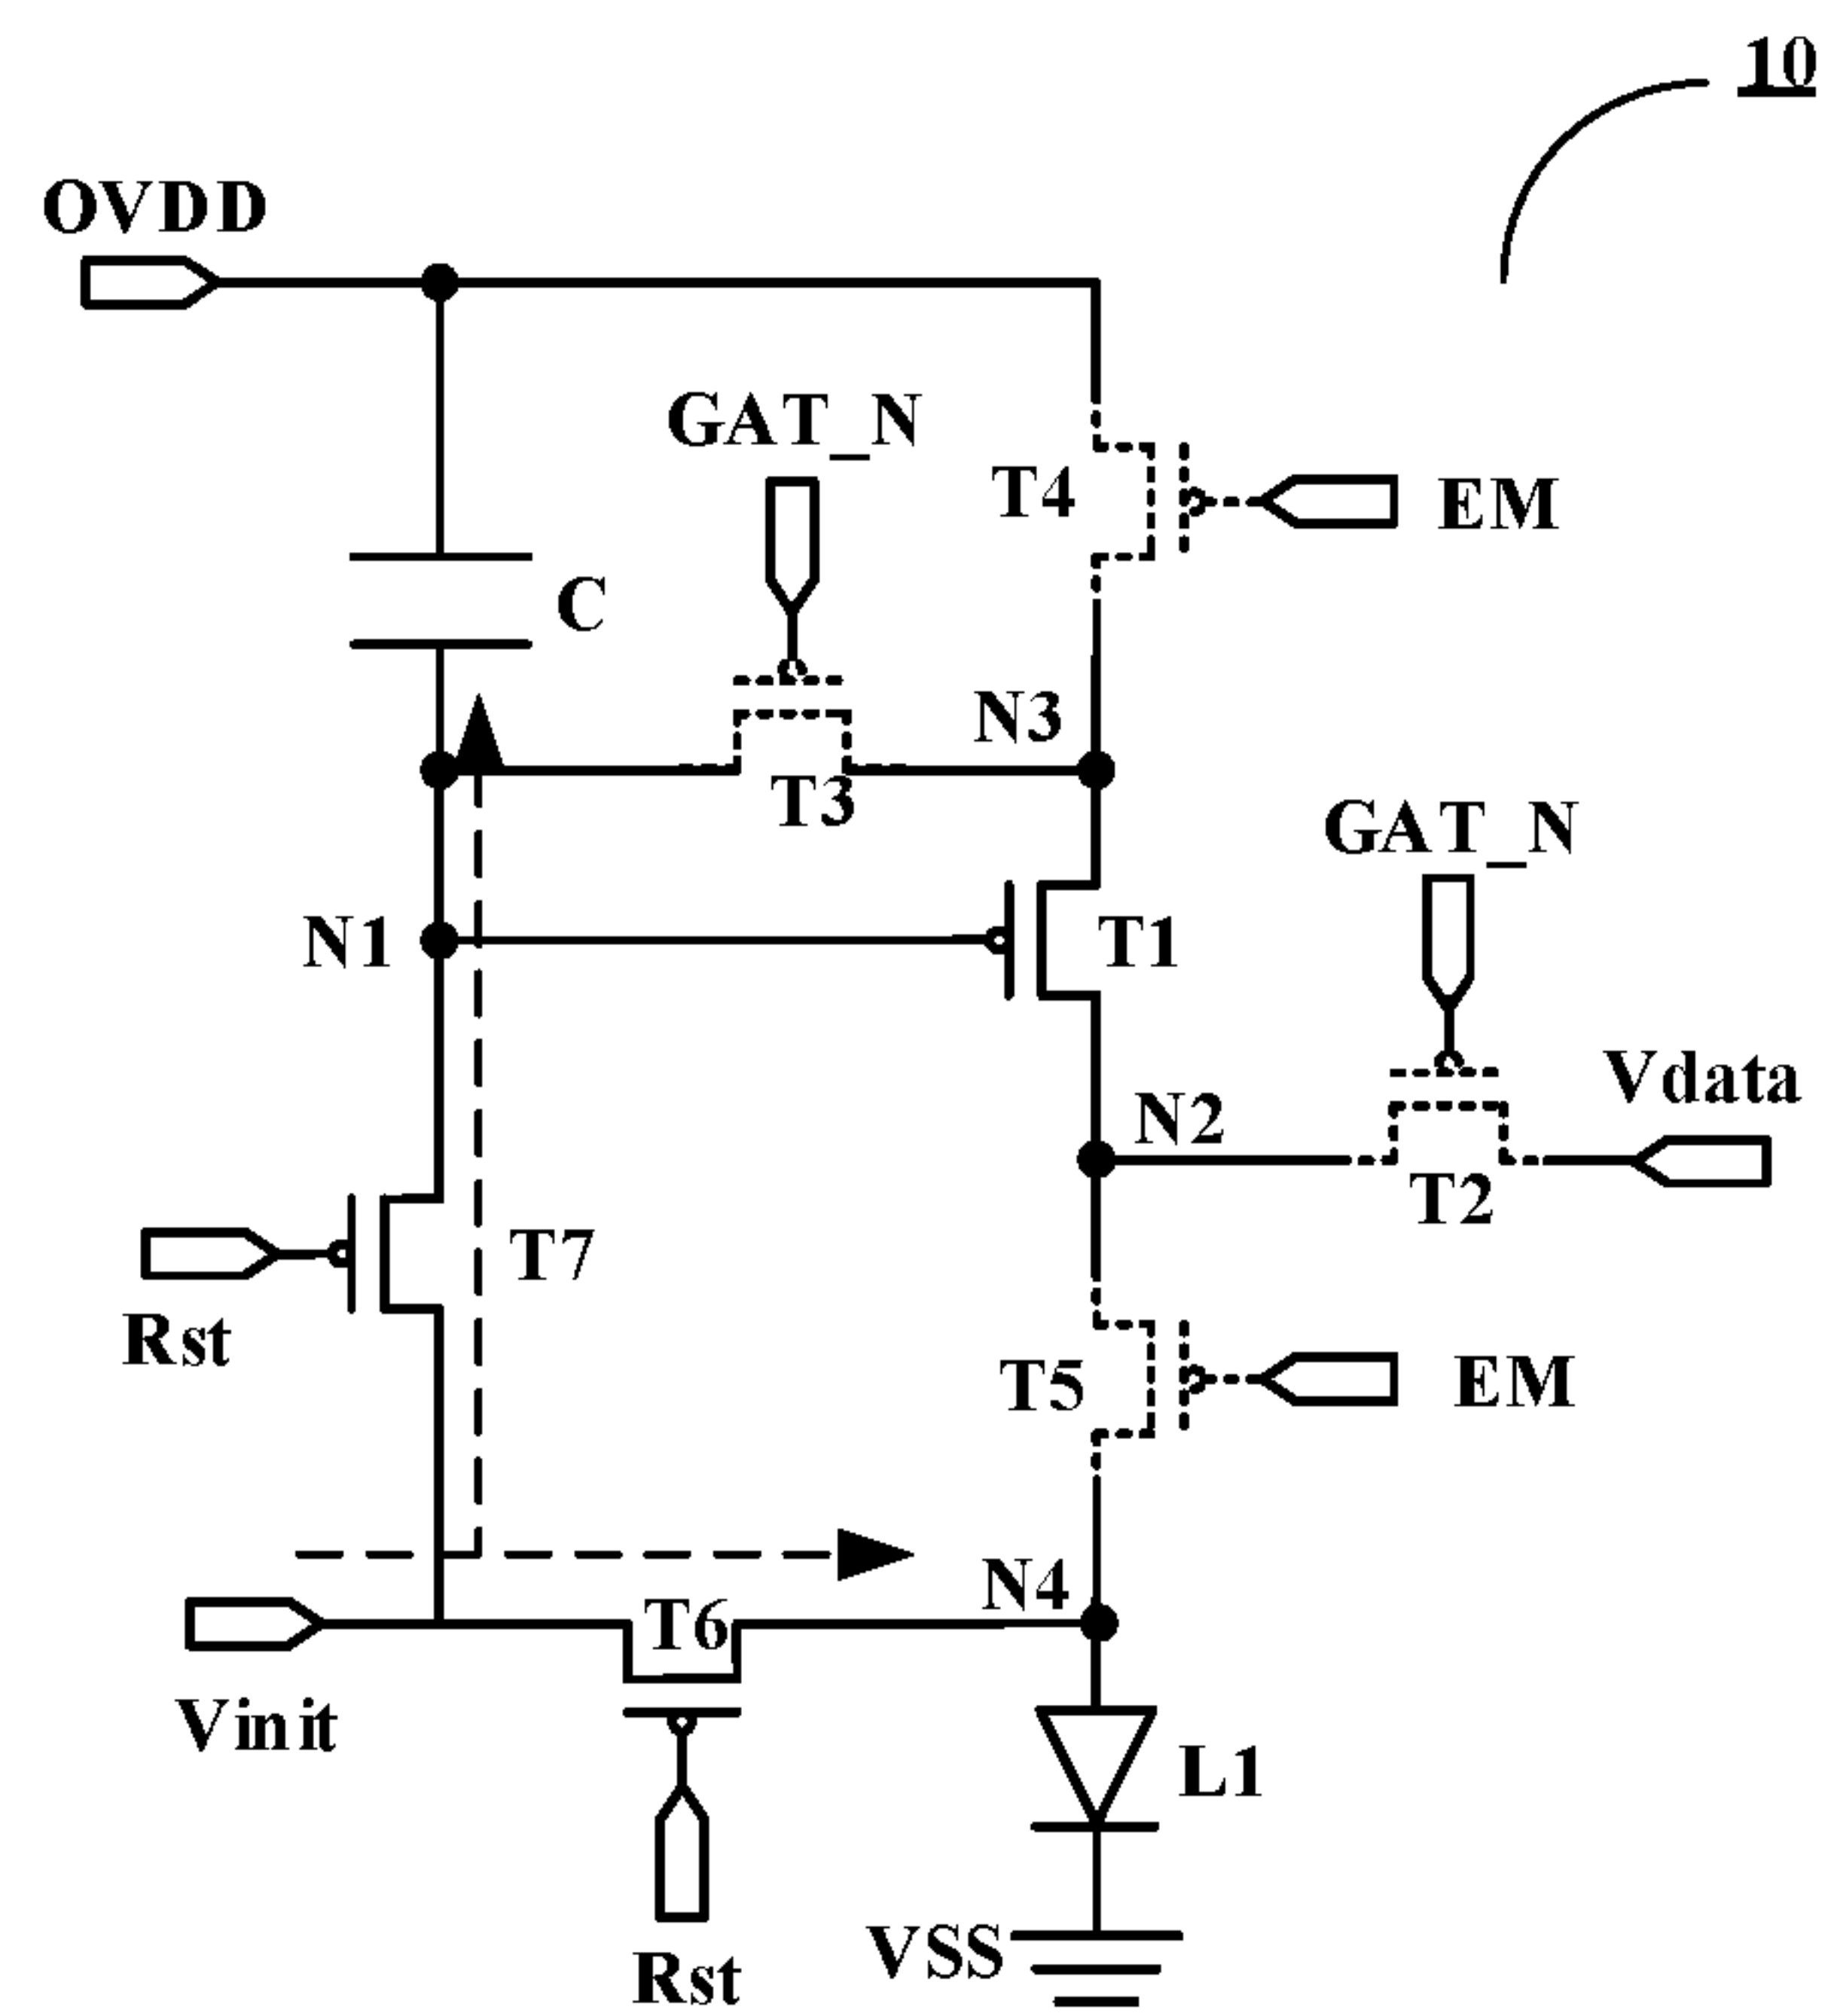 10
OVDD
GAT_N
T4
EM
C
N3
T3
GAT_N
N1
T1
Vdata
N2
T2
T7
Rst
T5
EM
N4
T6
Vinit
L1
VSS
Rst